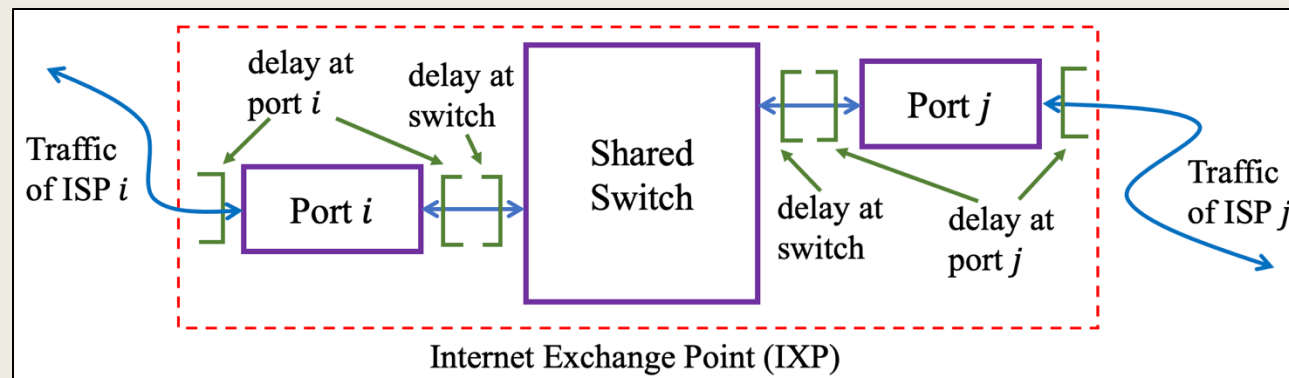 delay at
port i
delay at
switch
Port j
Traffic
of ISP i
Port i
Shared
Switch
delay at
switch
delay at
port j
Traffic
of ISP j
Internet Exchange Point (IXP)